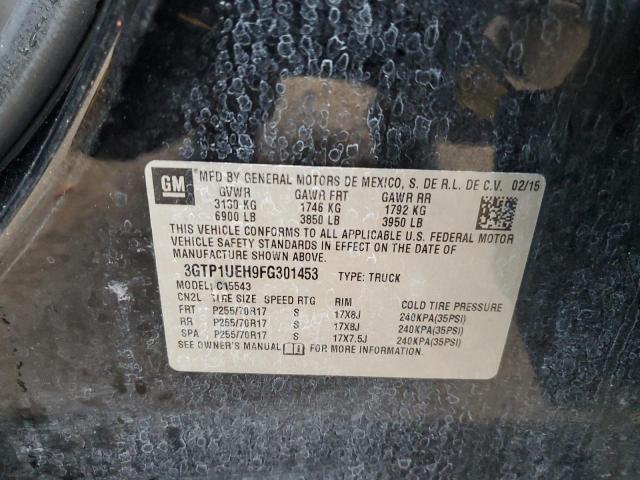 GM
MFD BY GENERAL MOTORS DE MEXICO, S. DE R.L. DE C.V. 02/15
GVWR GAWR FRT GAWR RR
3130 KG 1746 KG 1792 KG
6900 LB 3850 LB 3950 LB
THIS VEHICLE CONFORMS TO ALL APPLICABLE U.S. FEDERAL MOTOR
VEHICLE SAFETY STANDARDS IN EFFECT ON THE DATE OF
MANUFACTURE SHOWN ABOVE.
3GTP1UEH9FG301453 TYPE: TRUCK
MODEL: C15543
CN2L TIRE SIZE SPEED RTG RIM COLD TIRE PRESSURE
FRT P255/70R17 S 17X8J 240KPA(35PSI)
RR P255/70R17 S 17X8J 240KPA(35PSI)
SPA P255/70R17 S 17X7.5J 240KPA(35PSI)
SEE OWNER'S MANUAL FOR MORE INFORMATION.